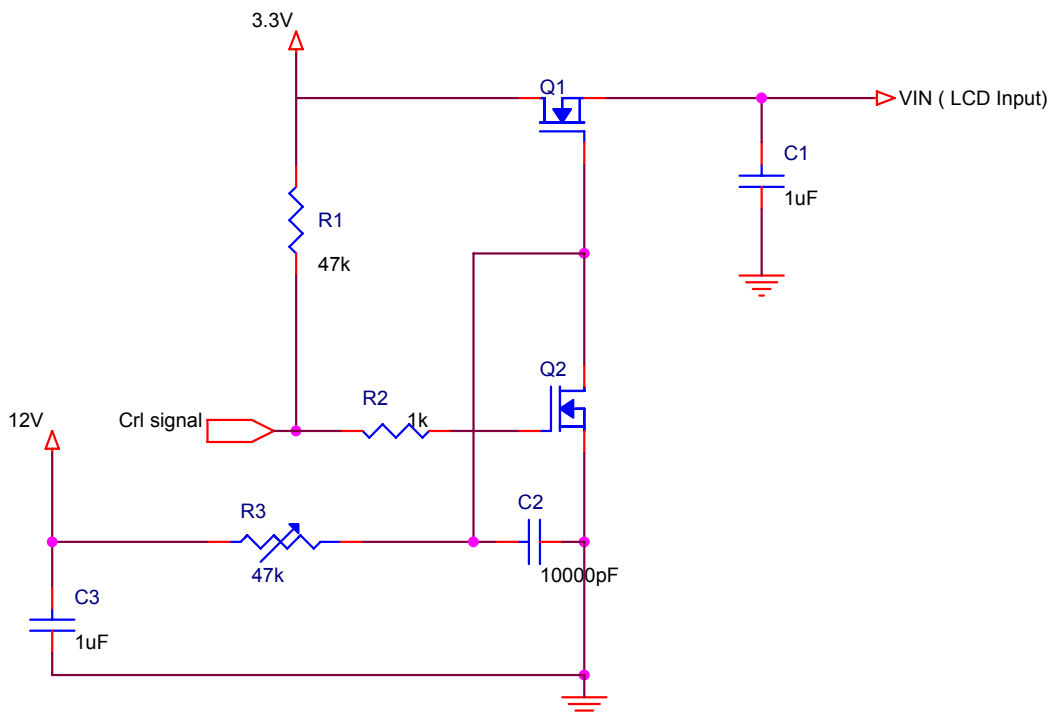 3.3V
Q1
VIN ( LCD Input)
C1
1uF
R1
47k
Q2
R2
1k
Crl signal
12V
R3
47k
C2
10000pF
C3
1uF